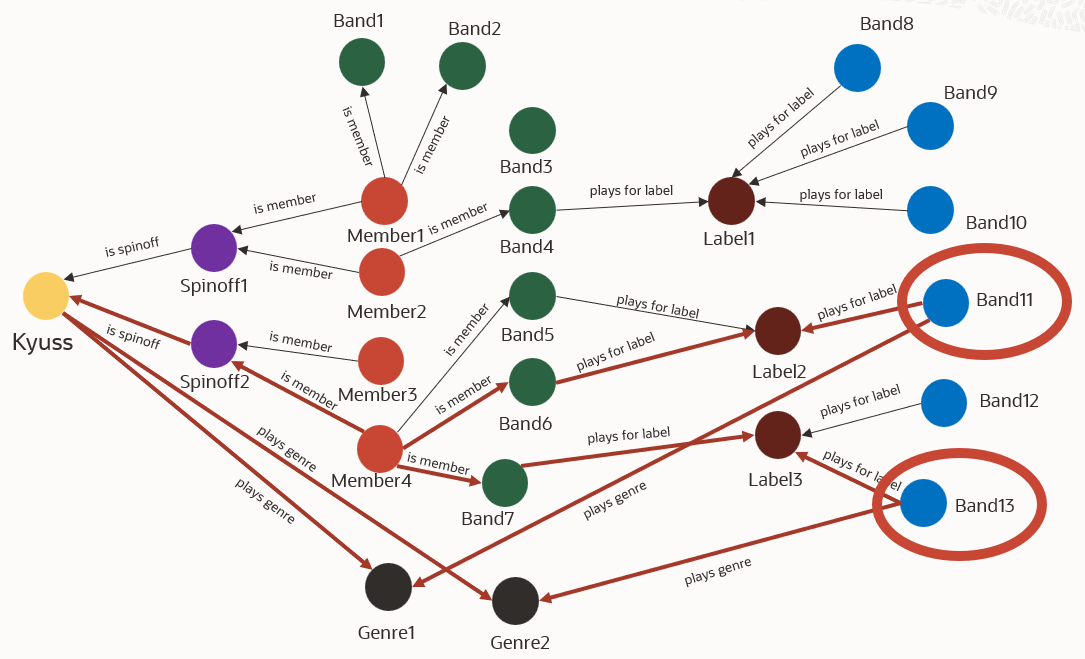 Band1
Band2
Band8
Band9
plays for label
is member
is member
plays for label
Band3
is member
Member1
is member
Band4
plays for label
Label1
plays for label
Band10
is spinoff
Spinoff1
is member
Member2
Kyuss
is spinoff
Spinoff2
is member
Member3
is member
is member
Band5
plays for label
plays for label
Band11
plays for label
Label2
is member
Band6
plays for label
Band12
plays genre
Member4
is member
Band7
plays for label
Label3
plays for label
Band13
plays genre
plays genre
plays genre
Genre1
Genre2